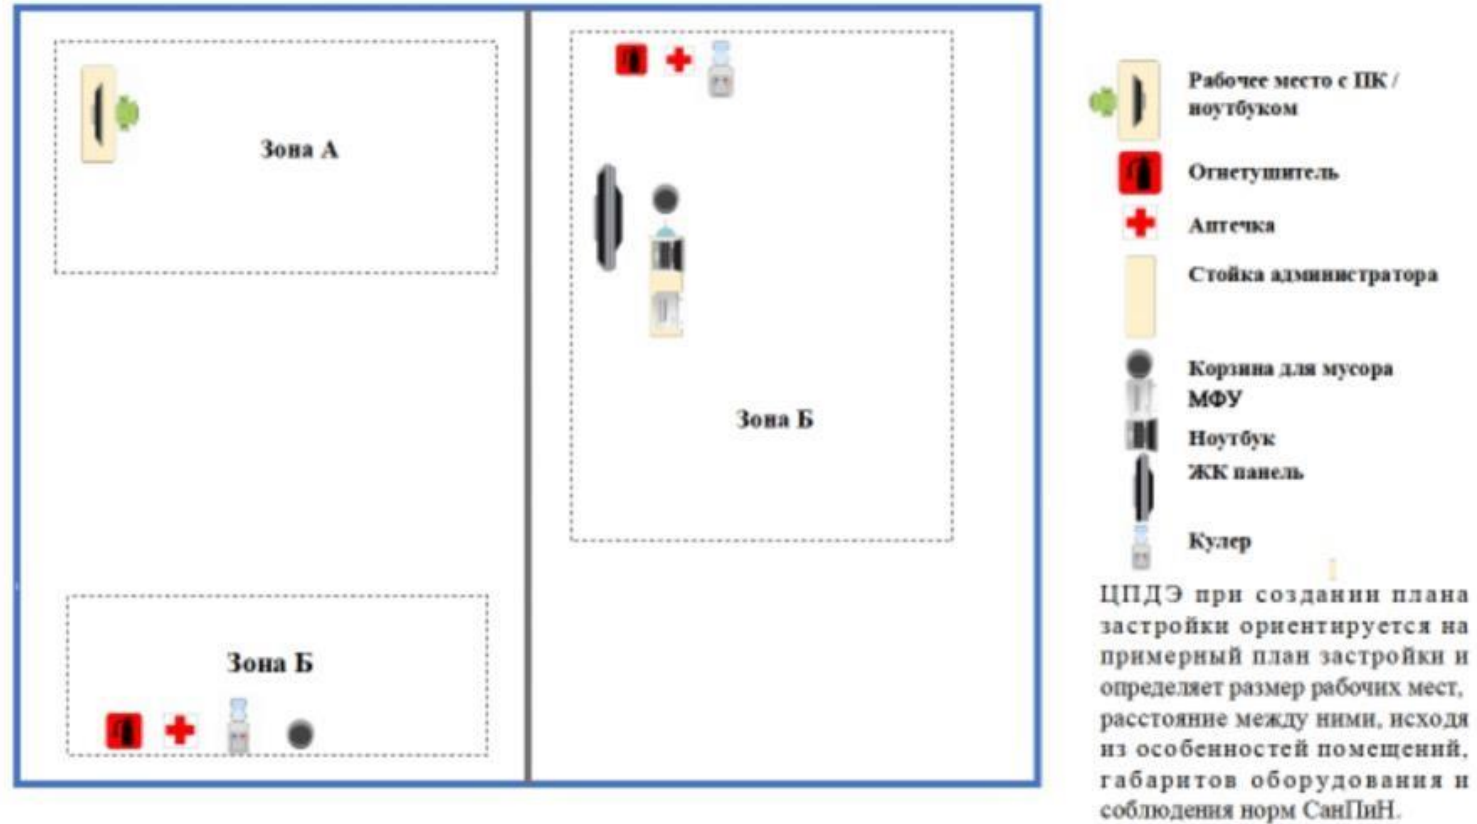 Зона А
Зона Б
Зона Б
Рабочее место с ПК /
ноутбуком
Огнетушитель
Аптечка
Стойка администратора
Корзина для мусора
МФУ
Ноутбук
ЖК панель
Кулер
ЦПДЭ при создании плана
застройки ориентируется на
примерный план застройки и
определяет размер рабочих мест,
расстояние между ними, исходя
из особенностей помещений,
габаритов оборудования и
соблюдения норм СанПиН.